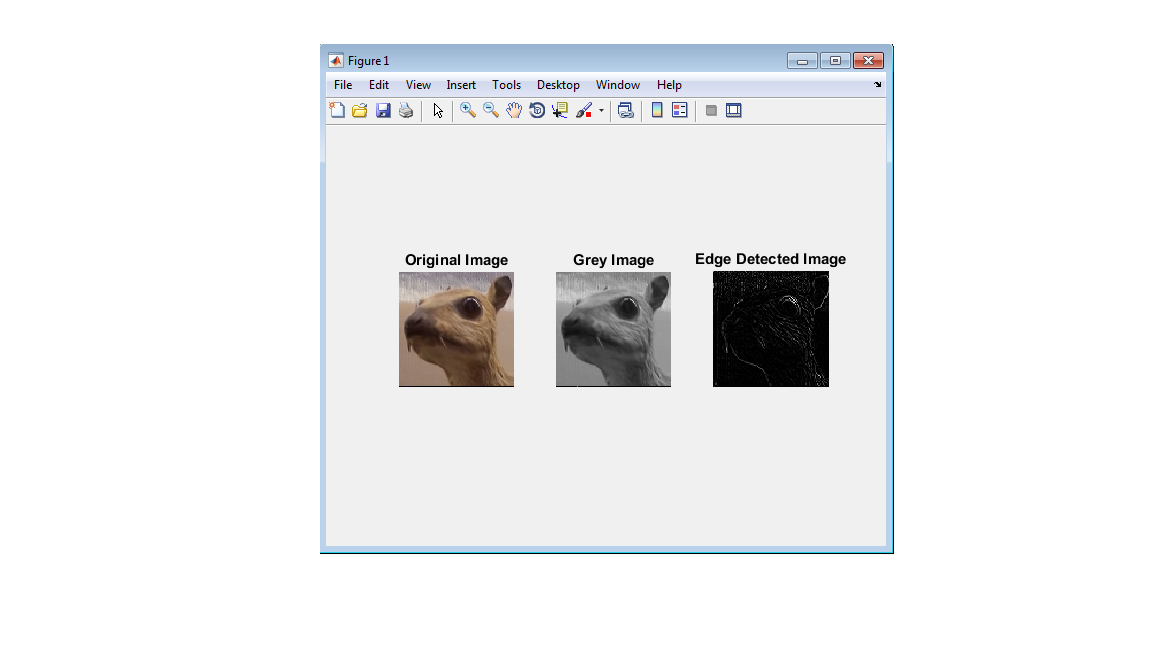 Figure 1
File Edit View Insert Tools Desktop Window Help
Original Image Grey Image Edge Detected Image